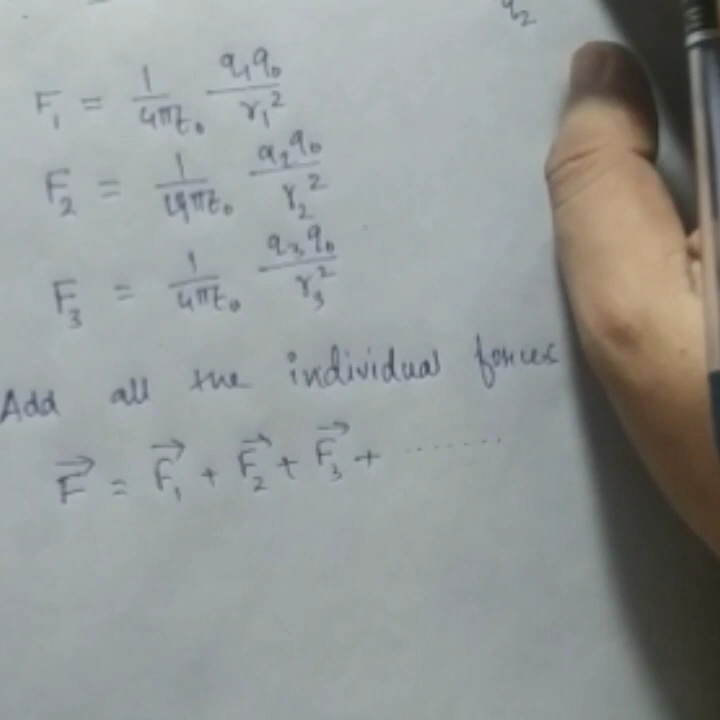 q₂
F₁ = 1/4πε₀ q₁q₀/r₁²
F₂ = 1/4πε₀ q₂q₀/r₂²
F₃ = 1/4πε₀ q₃q₀/r₃²
Add all the individual forces
F⃗ = F⃗₁ + F⃗₂ + F⃗₃ + .......